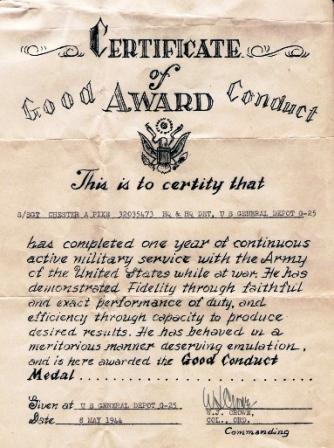 CERTIFICATE
of
Good AWARD Conduct
This is to certity that
S/SGT CHESTER A PIKE 32035473 HQ & HQ DET, U S GENERAL DEPOT G-25
has completed one year of continuous
active military service with the Army
of the United States while at war. He has
demonstrated Fidelity through faithful
and exact performance of duty, and
efficiency through capacity to produce
desired results. He has behaved in a
meritorious manner deserving emulation,
and is here awarded the Good Conduct
Medal
Given at U S GENERAL DEPOT G-25
Date 8 MAY 1944
W.J. CROWE,
COL., ORD.
Commanding